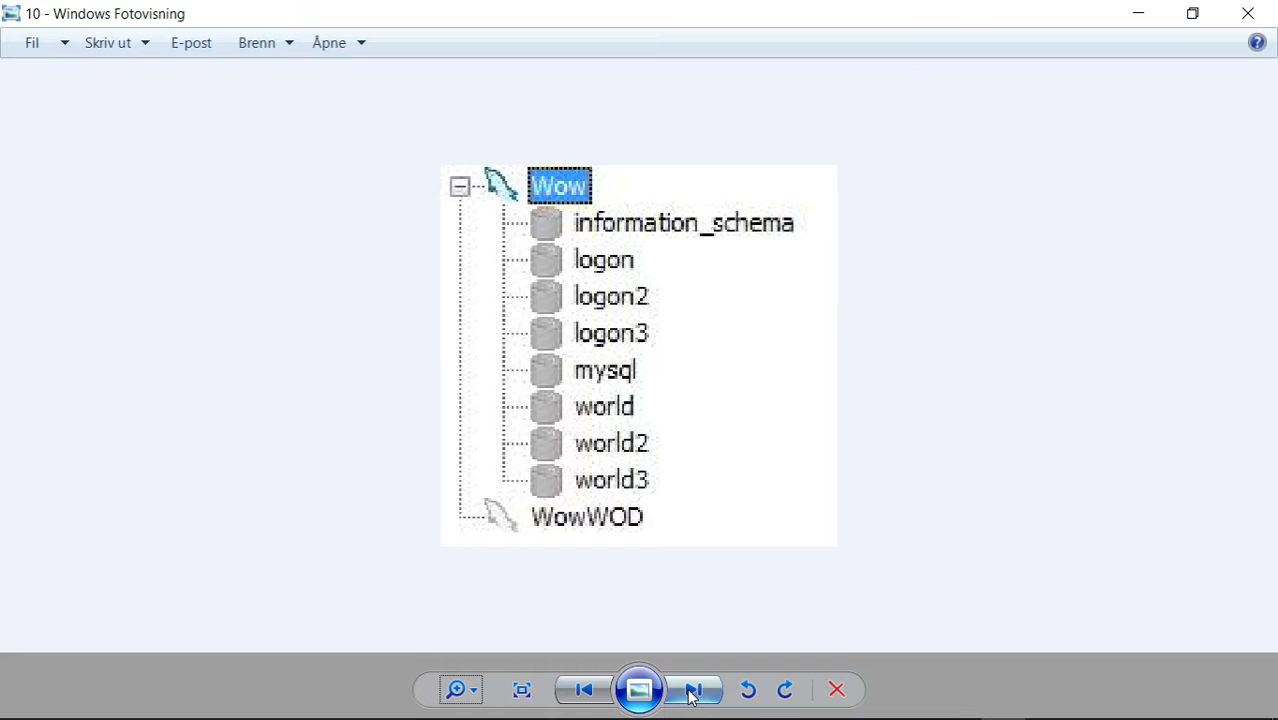 10 - Windows Fotovisning
Fil Skriv ut E-post Brenn Åpne
Wow
information_schema
logon
logon2
logon3
mysql
world
world2
world3
WowWOD